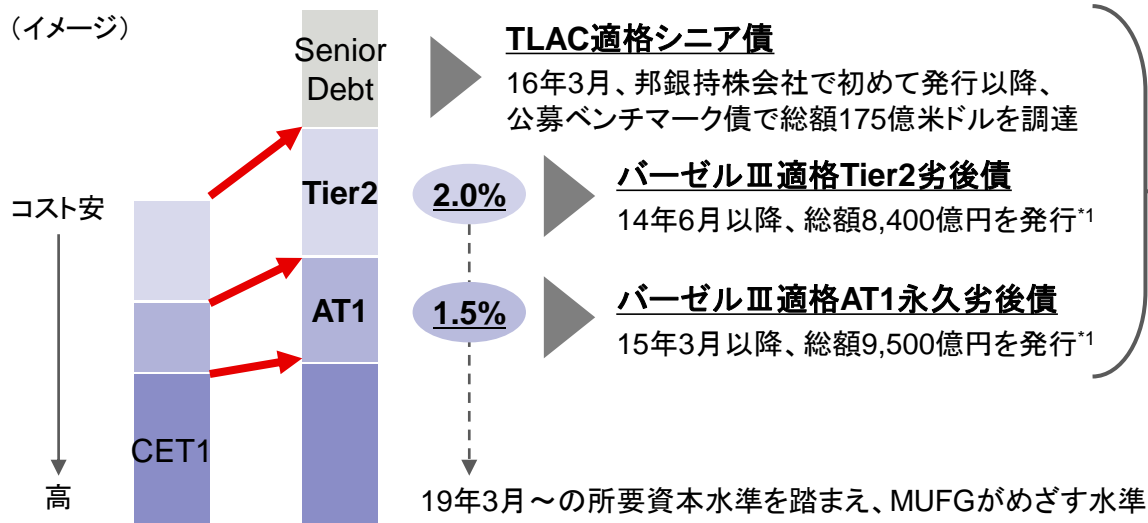 (イメージ)
Senior
Debt
TLAC適格シニア債
16年3月、邦銀持株会社で初めて発行以降、
公募ベンチマーク債で総額175億米ドルを調達
コスト安
Tier2
2.0%
バーゼルⅢ適格Tier2劣後債
14年6月以降、総額8,400億円を発行*1
AT1
1.5%
バーゼルⅢ適格AT1永久劣後債
15年3月以降、総額9,500億円を発行*1
CET1
高
19年3月~の所要資本水準を踏まえ、MUFGがめざす水準